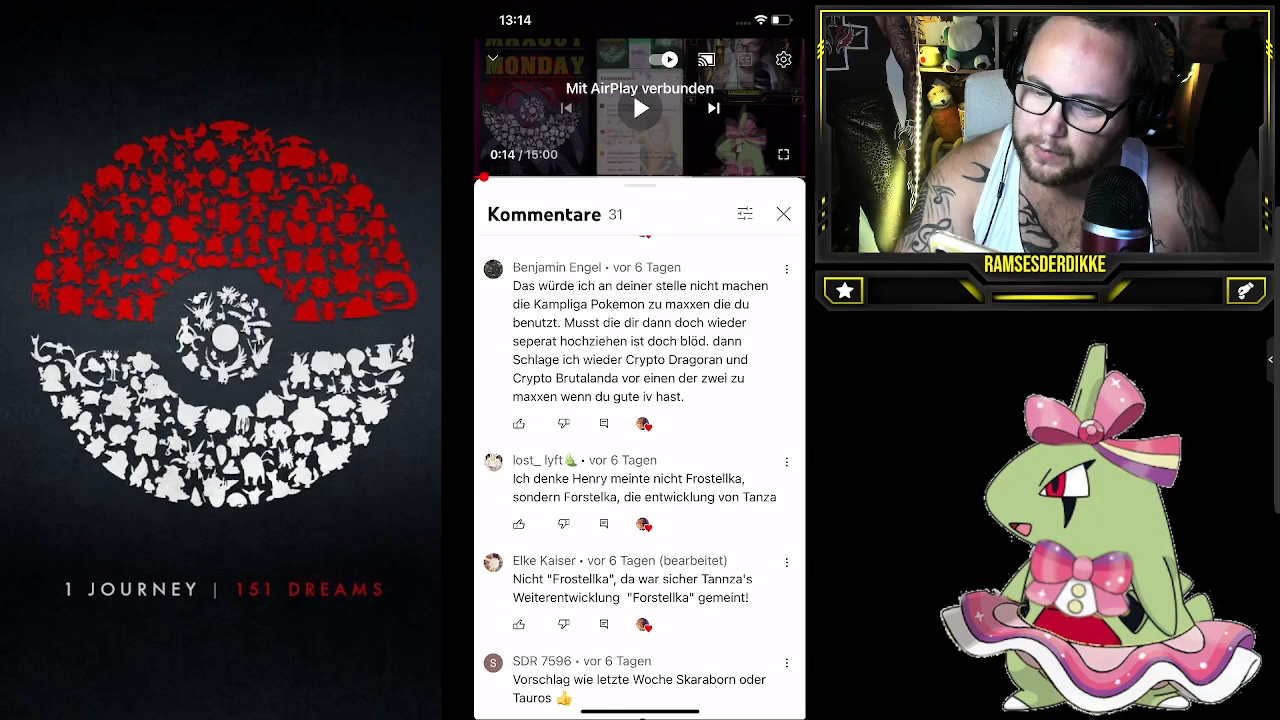 1 JOURNEY | 151 DREAMS
13:14
MONDAY
Mit AirPlay verbunden
0:14 / 15:00
Kommentare 31
Benjamin Engel • vor 6 Tagen
Das würde ich an deiner stelle nicht machen
die Kampliga Pokemon zu maxxen die du
benutzt. Musst die dir dann doch wieder
seperat hochziehen ist doch blöd. dann
Schlage ich wieder Crypto Dragoran und
Crypto Brutalanda vor einen der zwei zu
maxxen wenn du gute iv hast.
lost_ lyft • vor 6 Tagen
Ich denke Henry meinte nicht Frostellka,
sondern Forstelka, die entwicklung von Tanza
Elke Kaiser • vor 6 Tagen (bearbeitet)
Nicht "Frostellka", da war sicher Tannza's
Weiterentwicklung "Forstellka" gemeint!
S
SDR 7596 • vor 6 Tagen
Vorschlag wie letzte Woche Skaraborn oder
Tauros 👍
RAMSESDERDIKKE